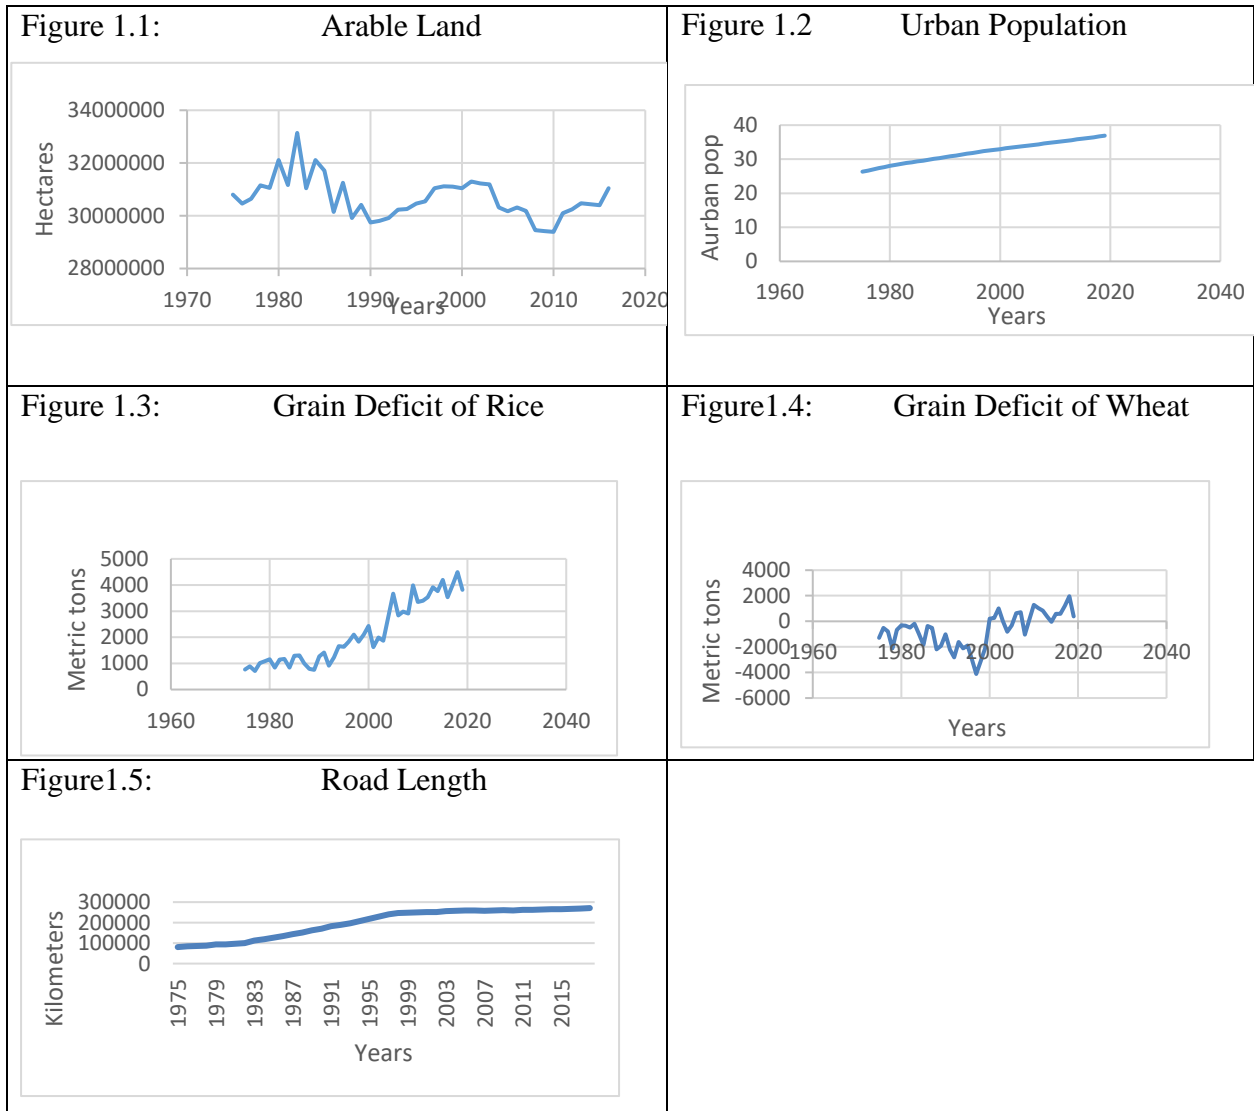 Figure 1.1: Arable Land
34000000
32000000
30000000
28000000
Hectares
1970 1980 1990 2000 2010 2020
Years
Figure 1.2 Urban Population
40
30
20
10
0
Aurban pop
1960 1980 2000 2020 2040
Years
Figure 1.3: Grain Deficit of Rice
5000
4000
3000
2000
1000
0
Metric tons
1960 1980 2000 2020 2040
Figure1.4: Grain Deficit of Wheat
4000
2000
0
-2000
-4000
-6000
Metric tons
1960 1980 2000 2020 2040
Years
Figure1.5: Road Length
300000
200000
100000
0
Kilometers
1975 1979 1983 1987 1991 1995 1999 2003 2007 2011 2015
Years